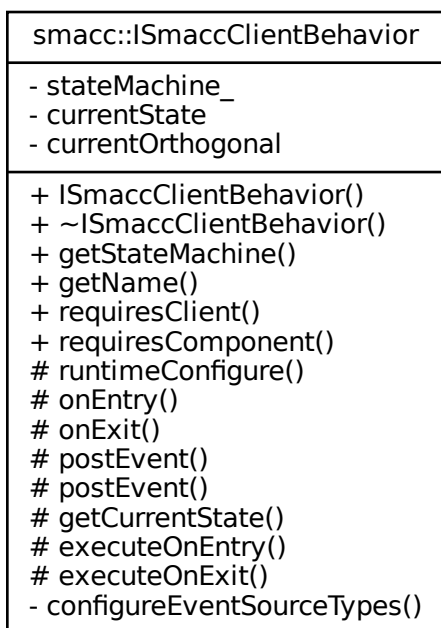 smacc::ISmaccClientBehavior
- stateMachine_
- currentState
- currentOrthogonal
+ ISmaccClientBehavior()
+ ~ISmaccClientBehavior()
+ getStateMachine()
+ getName()
+ requiresClient()
+ requiresComponent()
# runtimeConfigure()
# onEntry()
# onExit()
# postEvent()
# postEvent()
# getCurrentState()
# executeOnEntry()
# executeOnExit()
- configureEventSourceTypes()